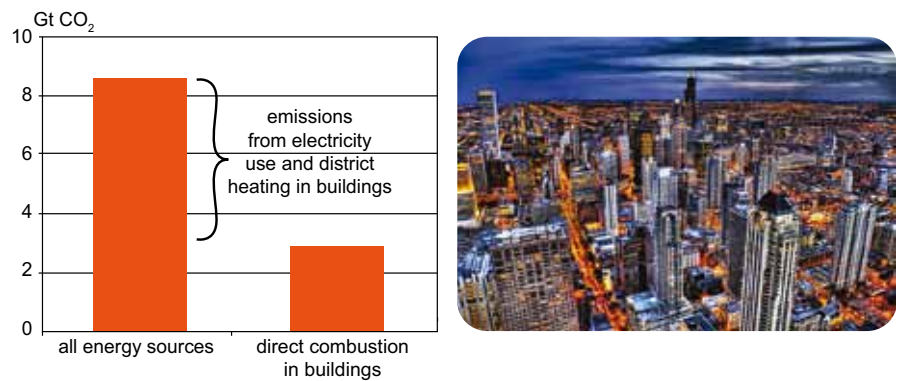 Gt CO₂
10
8
6
4
2
0
emissions
from electricity
use and district
heating in buildings
all energy sources
direct combustion
in buildings